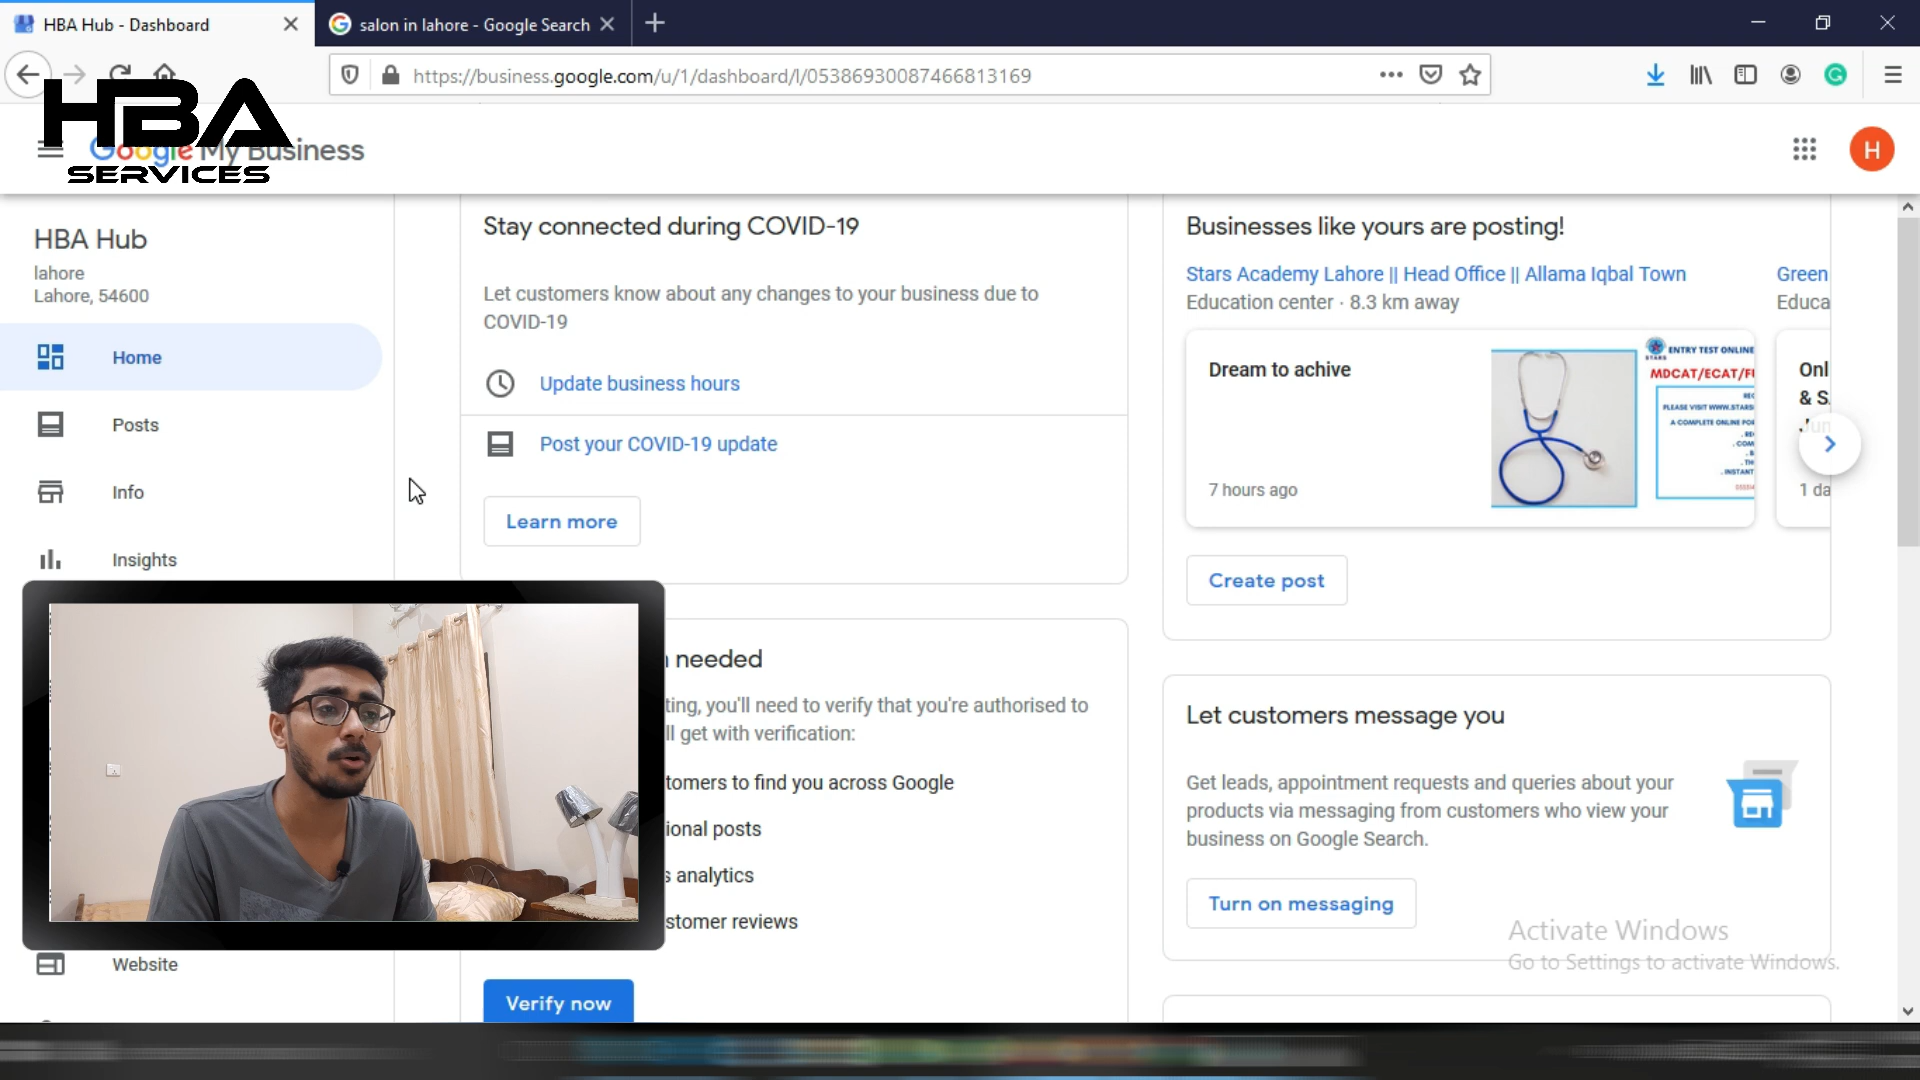 HBA Hub - Dashboard
salon in lahore - Google Search
https://business.google.com/u/1/dashboard/l/05386930087466813169
HBA
SERVICES
Google My Business
H
HBA Hub
lahore
Lahore, 54600
Home
Posts
Info
Insights
Website
Stay connected during COVID-19
Let customers know about any changes to your business due to
COVID-19
Update business hours
Post your COVID-19 update
Learn more
needed
ting, you'll need to verify that you're authorised to
ll get with verification:
tomers to find you across Google
ional posts
s analytics
stomer reviews
Verify now
Businesses like yours are posting!
Stars Academy Lahore || Head Office || Allama Iqbal Town
Education center · 8.3 km away
Dream to achive
7 hours ago
STARS
ENTRY TEST ONLINE
MDCAT/ECAT/F
PLEASE VISIT WWW.STARS
A COMPLETE ONLINE
Green
Educa
Onl
& S
Jun
1 da
Create post
Let customers message you
Get leads, appointment requests and queries about your
products via messaging from customers who view your
business on Google Search.
Turn on messaging
Activate Windows
Go to Settings to activate Windows.